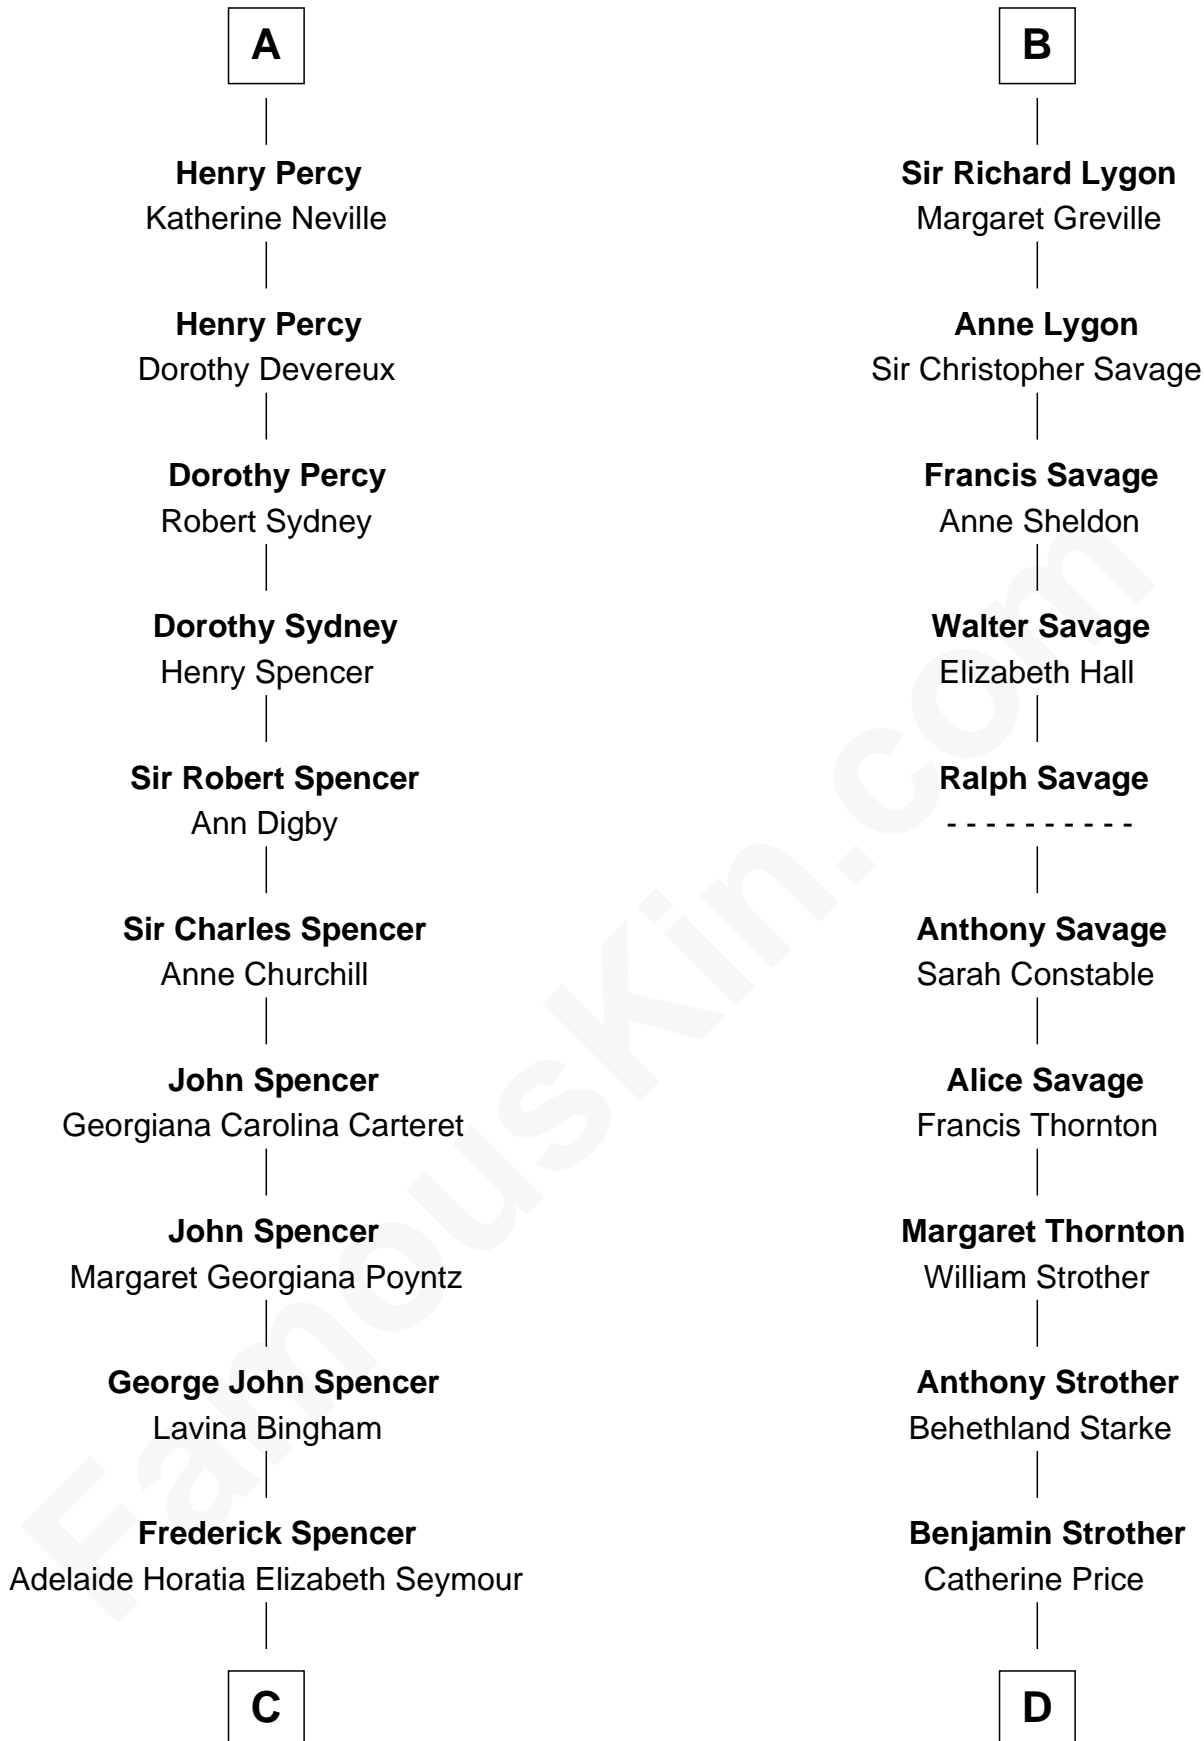 A
Henry Percy
Katherine Neville
Henry Percy
Dorothy Devereux
Dorothy Percy
Robert Sydney
Dorothy Sydney
Henry Spencer
Sir Robert Spencer
Ann Digby
Sir Charles Spencer
Anne Churchill
John Spencer
Georgiana Carolina Carteret
John Spencer
Margaret Georgiana Poyntz
George John Spencer
Lavina Bingham
Frederick Spencer
Adelaide Horatia Elizabeth Seymour
C
B
Sir Richard Lygon
Margaret Greville
Anne Lygon
Sir Christopher Savage
Francis Savage
Anne Sheldon
Walter Savage
Elizabeth Hall
Ralph Savage
- - - - - - - - - -
Anthony Savage
Sarah Constable
Alice Savage
Francis Thornton
Margaret Thornton
William Strother
Anthony Strother
Behethland Starke
Benjamin Strother
Catherine Price
D
FamousKin.com